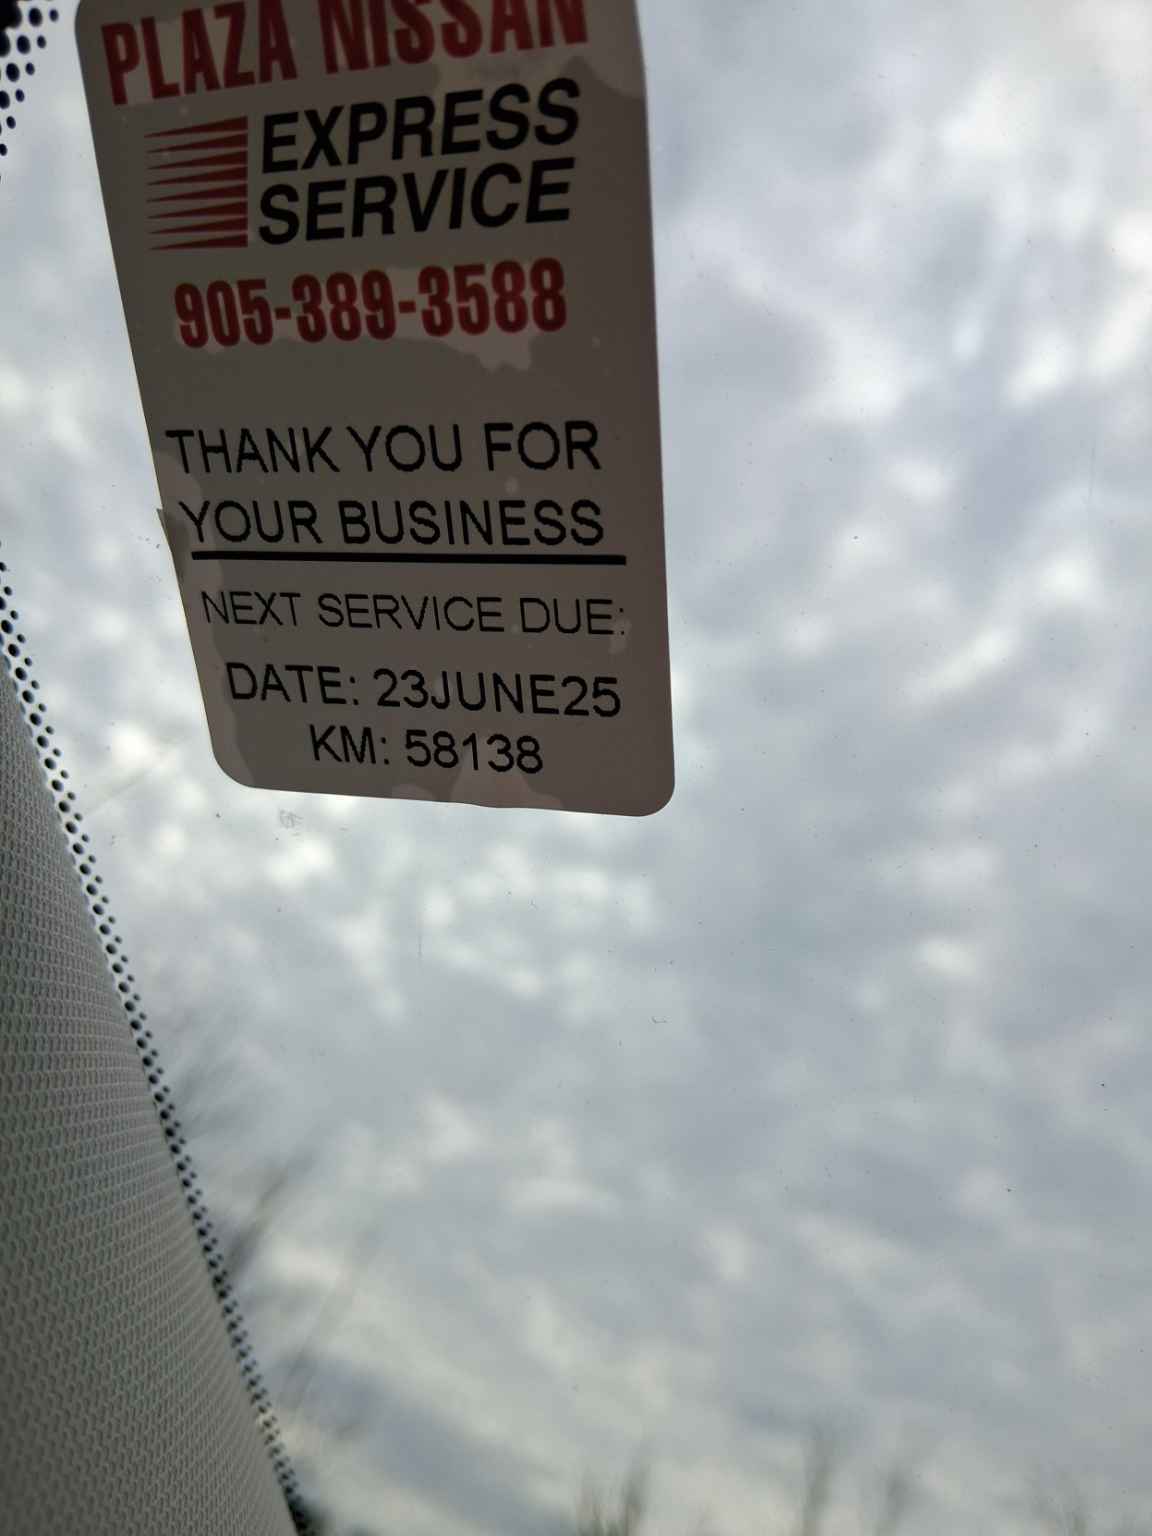 PLAZA NISSAN
EXPRESS
SERVICE
905-389-3588
THANK YOU FOR
YOUR BUSINESS
NEXT SERVICE DUE:
DATE: 23JUNE25
KM: 58138